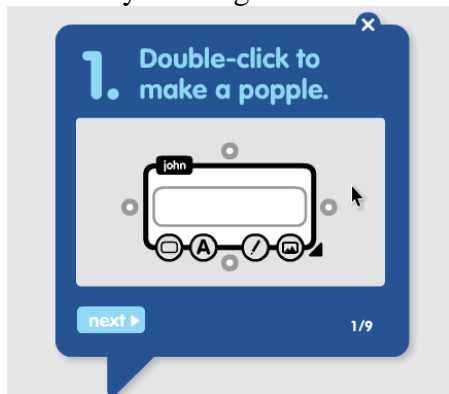 1. Double-click to
make a popple.
john
A
next
1/9